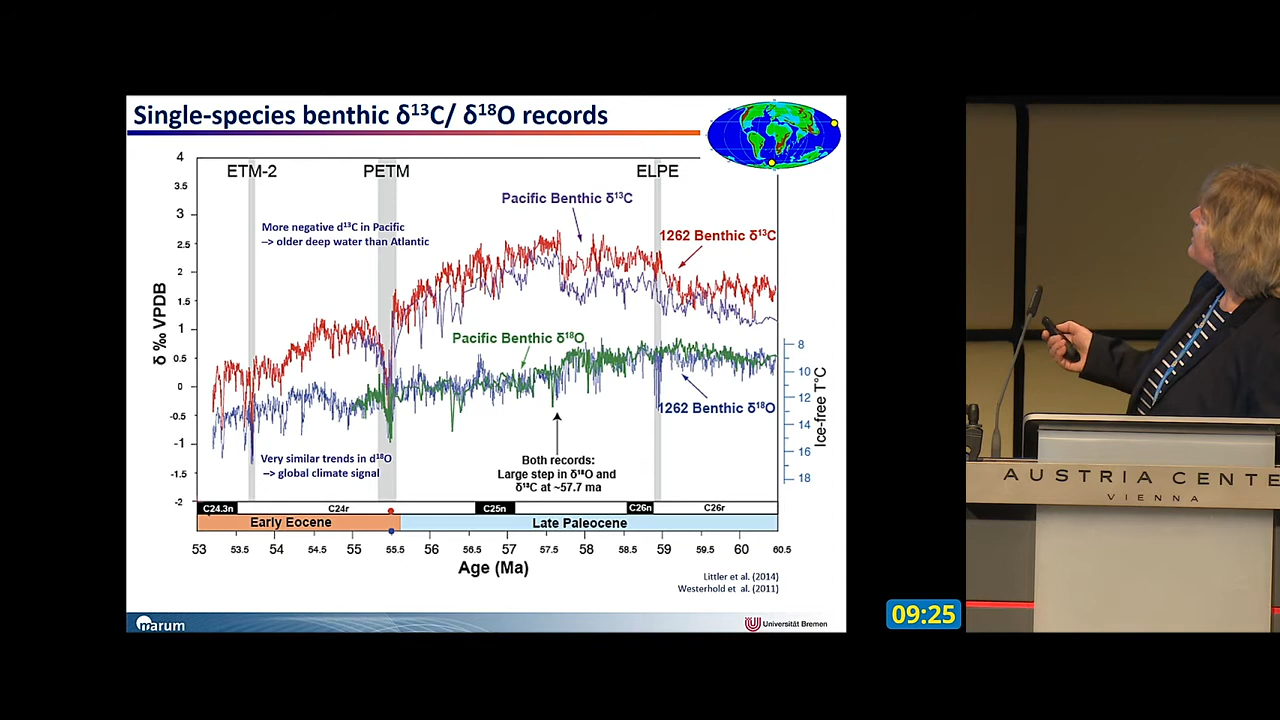 Single-species benthic δ¹³C/ δ¹⁸O records
ETM-2
PETM
ELPE
4
3.5
3
2.5
2
1.5
1
0.5
0
-0.5
-1
-1.5
-2
δ ‰ VPDB
More negative d¹³C in Pacific
–> older deep water than Atlantic
Pacific Benthic δ¹³C
1262 Benthic δ¹³C
Pacific Benthic δ¹⁸O
1262 Benthic δ¹⁸O
8
10
12
14
16
18
Ice-free T°C
Very similar trends in d¹⁸O
–> global climate signal
Both records:
Large step in δ¹⁸O and
δ¹³C at ~57.7 ma
C24.3n C24r C25n C26n C26r
Early Eocene Late Paleocene
53 53.5 54 54.5 55 55.5 56 56.5 57 57.5 58 58.5 59 59.5 60 60.5
Age (Ma)
Littler et al. (2014)
Westerhold et al. (2011)
marum
Universität Bremen
09:25
AUSTRIA CENTE
VIENNA